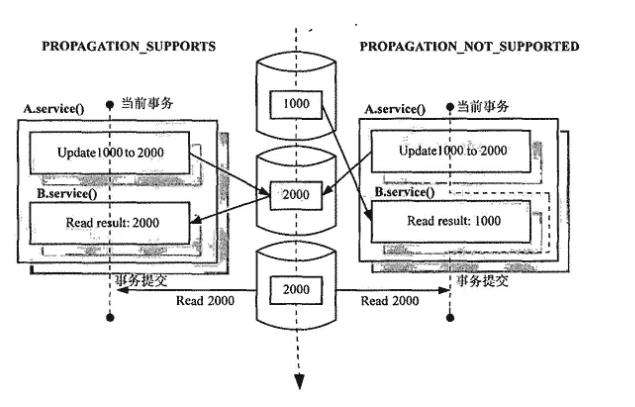 PROPAGATION_SUPPORTS
PROPAGATION_NOT_SUPPORTED
当前事务
A.service()
Update1000 to 2000
B.service()
Read result: 2000
事务提交
Read 2000
1000
2000
2000
当前事务
A.service()
Update1000 to 2000
B.service()
Read result: 1000
事务提交
Read 2000